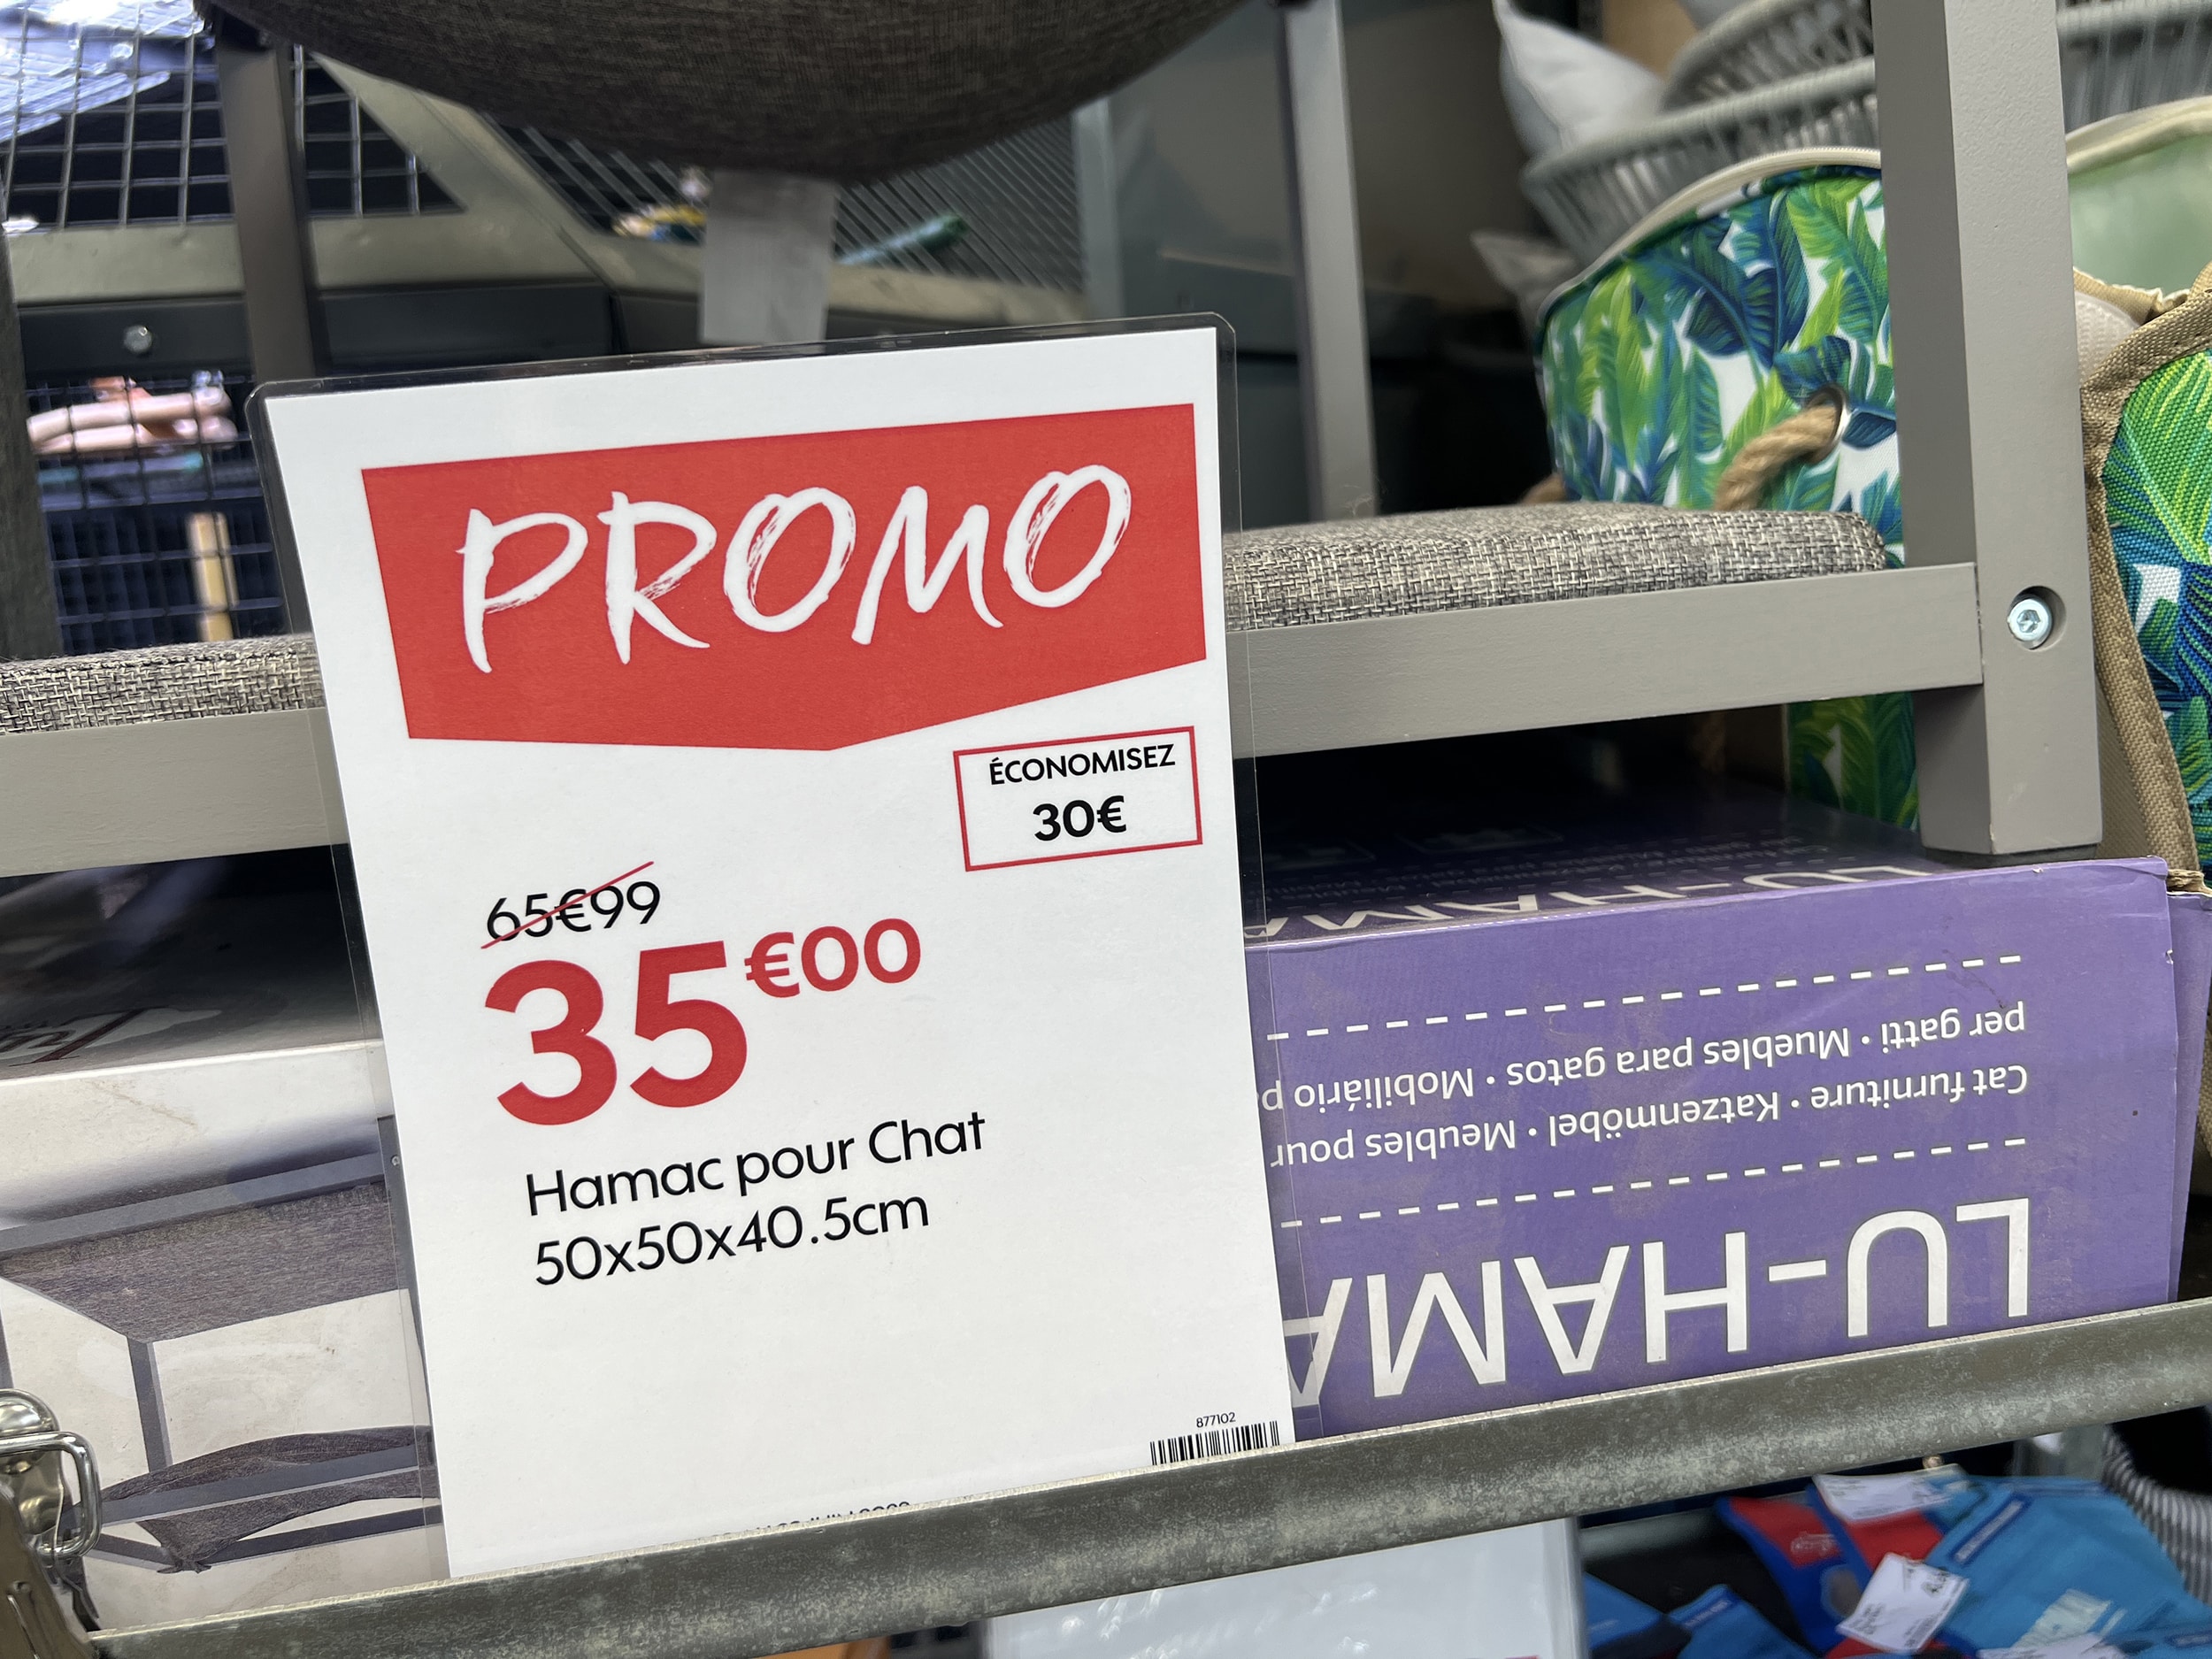 PROMO
ÉCONOMISEZ
30€
65€99
35€00
Hamac pour Chat
50x50x40.5cm
877102
LU-HAMA
Cat furniture • Katzenmöbel • Meubles pour
per gatti • Muebles para gatos • Mobiliário p
LU-HAMA